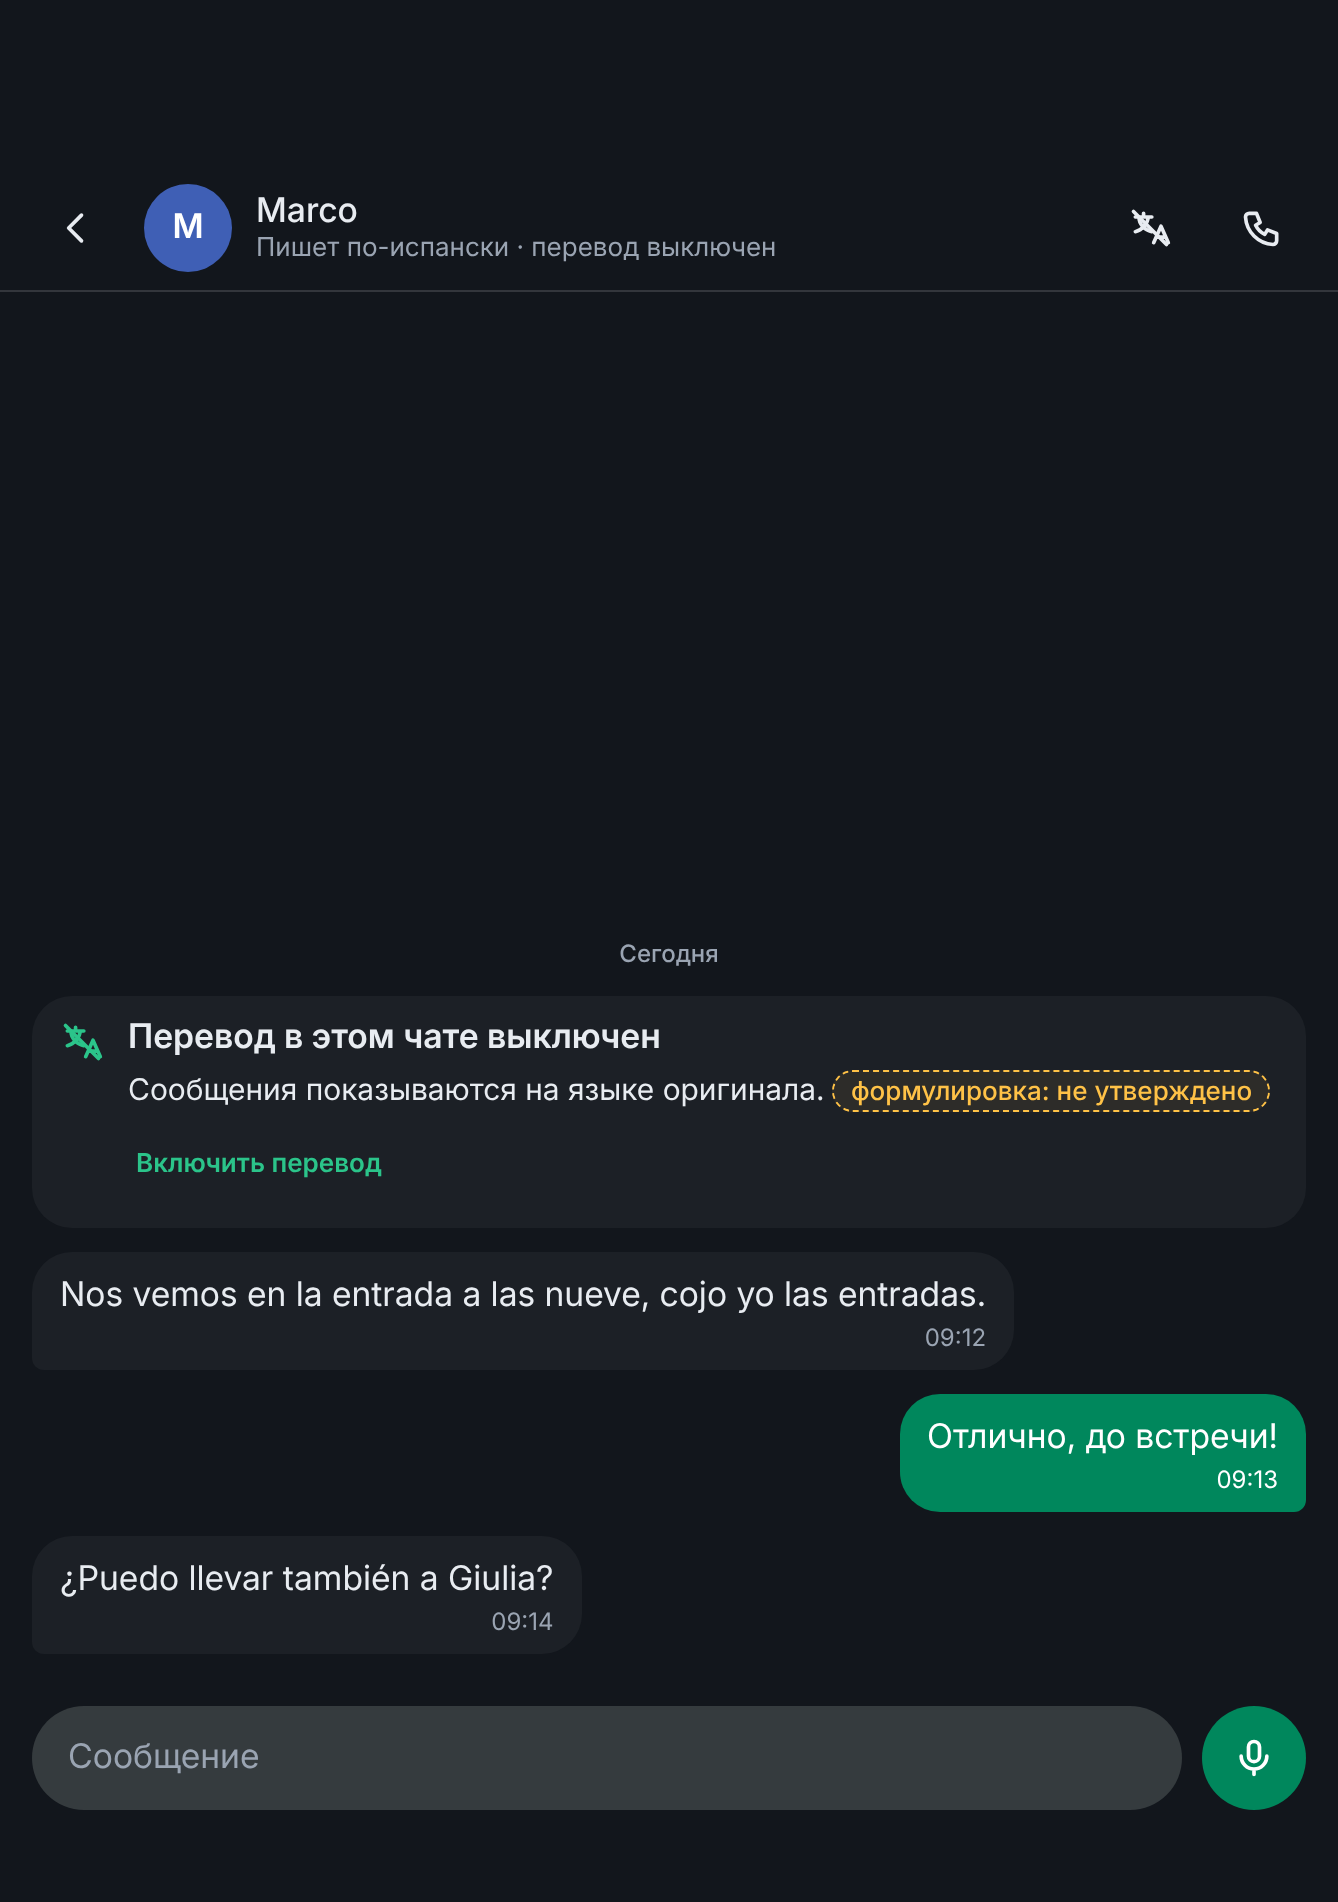 M
Marco
Пишет по-испански · перевод выключен
Сегодня
Перевод в этом чате выключен
Сообщения показываются на языке оригинала. формулировка: не утверждено
Включить перевод
Nos vemos en la entrada a las nueve, cojo yo las entradas.
09:12
Отлично, до встречи!
09:13
¿Puedo llevar también a Giulia?
09:14
Сообщение